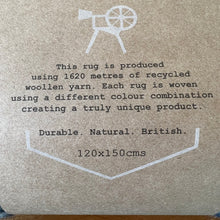 This rug is produced
using 1620 metres of recycled
woollen yarn. Each rug is woven
using a different colour combination
creating a truly unique product.
Durable. Natural. British.
120x150cms